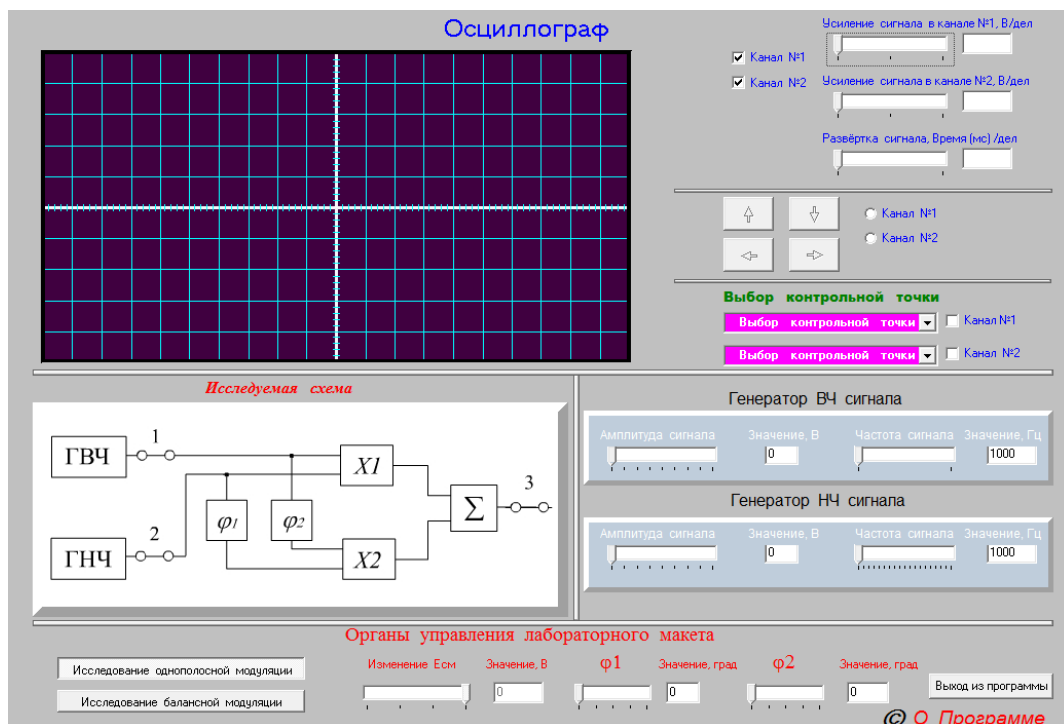 Осциллограф
Усиление сигнала в канале №1, В/дел
Канал №1
Канал №2
Усиление сигнала в канале №2, В/дел
Развёртка сигнала, Время (мс) /дел
Канал №1
Канал №2
Выбор контрольной точки
Выбор контрольной точки
Канал №1
Выбор контрольной точки
Канал №2
Исследуемая схема
ГВЧ
1
X1
3
φ1
φ2
Σ
2
ГНЧ
X2
Генератор ВЧ сигнала
Амплитуда сигнала
Значение, В
Частота сигнала
Значение, Гц
0
1000
Генератор НЧ сигнала
Амплитуда сигнала
Значение, В
Частота сигнала
Значение, Гц
0
1000
Органы управления лабораторного макета
Исследование однополосной модуляции
Исследование балансной модуляции
Изменение Есм
Значение, В
φ1
Значение, град
φ2
Значение, град
0
0
0
Выход из программы
© О Программе